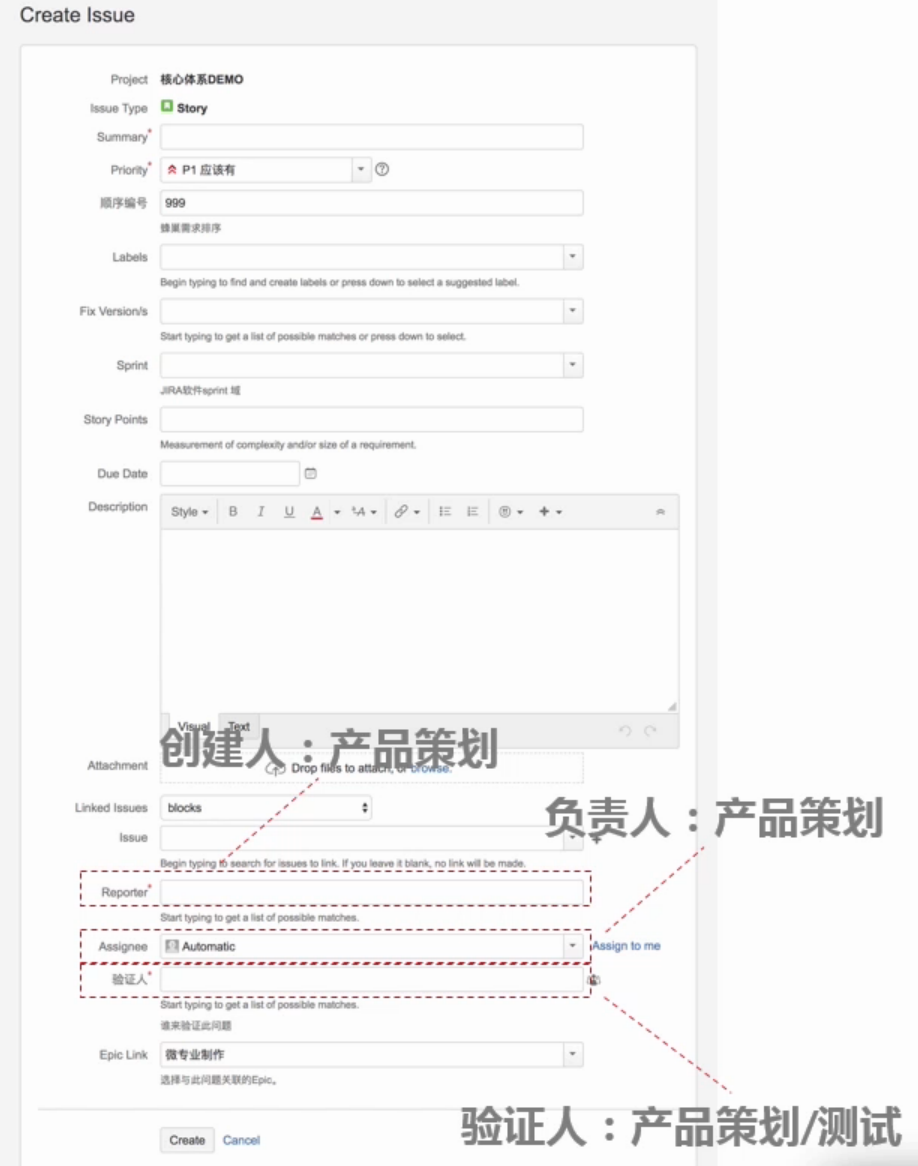 Create Issue
Project 核心体系DEMO
Issue Type Story
Summary*
Priority* P1 应该有
顺序编号 999
蜂巢需求排序
Labels
Begin typing to find and create labels or press down to select a suggested label.
Fix Version/s
Start typing to get a list of possible matches or press down to select.
Sprint
JIRA软件sprint 域
Story Points
Measurement of complexity and/or size of a requirement.
Due Date
Description Style B I U A
Visual Text
创建人：产品策划
Attachment Drop files to attach, or browse.
Linked Issues blocks
负责人：产品策划
Issue
Begin typing to search for issues to link. If you leave it blank, no link will be made.
Reporter*
Start typing to get a list of possible matches.
Assignee Automatic Assign to me
验证人*
Start typing to get a list of possible matches.
谁来验证此问题
Epic Link 微专业制作
选择与此问题关联的Epic。
验证人：产品策划/测试
Create Cancel